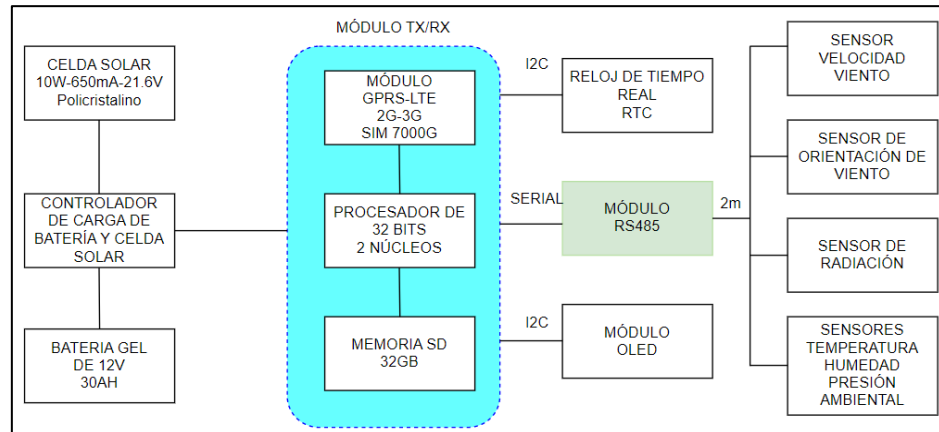 MÓDULO TX/RX
CELDA SOLAR
10W-650mA-21.6V
Policristalino
CONTROLADOR
DE CARGA DE
BATERÍA Y CELDA
SOLAR
BATERIA GEL
DE 12V
30AH
MÓDULO
GPRS-LTE
2G-3G
SIM 7000G
PROCESADOR DE
32 BITS
2 NÚCLEOS
MEMORIA SD
32GB
I2C
RELOJ DE TIEMPO
REAL
RTC
SERIAL
MÓDULO
RS485
2m
I2C
MÓDULO
OLED
SENSOR
VELOCIDAD
VIENTO
SENSOR DE
ORIENTACIÓN DE
VIENTO
SENSOR DE
RADIACIÓN
SENSORES
TEMPERATURA
HUMEDAD
PRESIÓN
AMBIENTAL